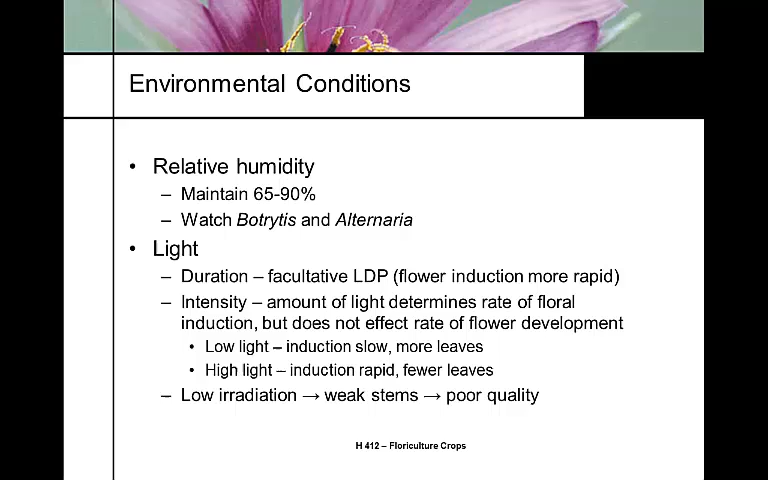 Environmental Conditions
• Relative humidity
– Maintain 65-90%
– Watch Botrytis and Alternaria
• Light
– Duration – facultative LDP (flower induction more rapid)
– Intensity – amount of light determines rate of floral
induction, but does not effect rate of flower development
• Low light – induction slow, more leaves
• High light – induction rapid, fewer leaves
– Low irradiation → weak stems → poor quality
H 412 – Floriculture Crops